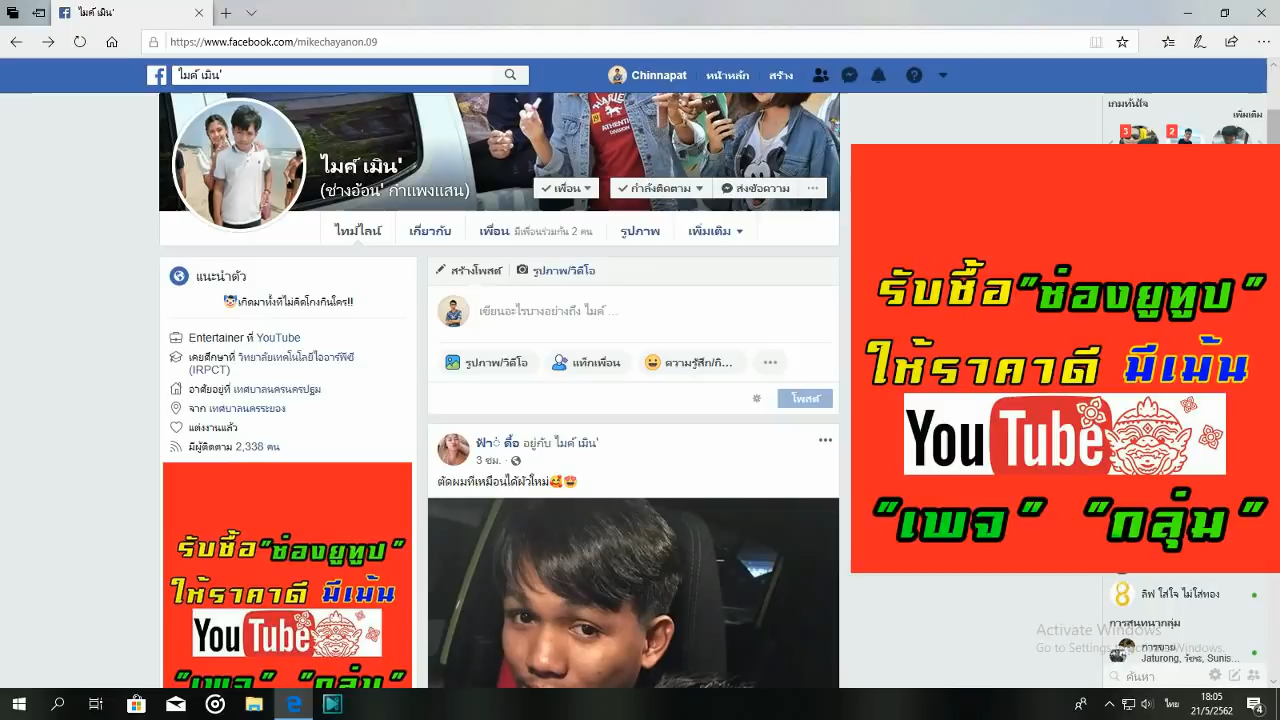 ไมค์ เมิน'
https://www.facebook.com/mikechayanon.09
ไมค์ เมิน'
Chinnapat
หน้าหลัก
สร้าง
เกมทันใจ
เพิ่มเติม
3
2
ไมค์ เมิน'
(ช่างอ้อน' กำแพงแสน)
เพื่อน
กำลังติดตาม
ส่งข้อความ
ไทม์ไลน์
เกี่ยวกับ
เพื่อน มีเพื่อนร่วมกัน 2 คน
รูปภาพ
เพิ่มเติม
แนะนำตัว
เกิดมาทั้งทีไม่คิดโกงกินใคร!!
Entertainer ที่ YouTube
เคยศึกษาที่ วิทยาลัยเทคโนโลยีไออาร์พีซี
(IRPCT)
อาศัยอยู่ที่ เทศบาลนครนครปฐม
จาก เทศบาลนครระยอง
แต่งงานแล้ว
มีผู้ติดตาม 2,338 คน
รับซื้อ"ช่องยูทูป"
ให้ราคาดี มีเม้น
YouTube
"เพจ" "กลุ่ม"
สร้างโพสต์
รูปภาพ/วิดีโอ
เขียนอะไรบางอย่างถึง ไมค์ ...
รูปภาพ/วิดีโอ
แท็กเพื่อน
ความรู้สึก/กิ...
โพสต์
ฟ้า อยู่กับ ไมค์ เมิน'
3 ชม.
ตัดผมทีเหมือนได้ผัวใหม่🥰😍
รับซื้อ"ช่องยูทูป"
ให้ราคาดี มีเม้น
YouTube
"เพจ" "กลุ่ม"
ลิฟ ใส่ใจ ไม่ใส่ทอง
การสนทนากลุ่ม
Jaturong, Sunis...
ค้นหา
Activate Windows
Go to Settings Windows.
ไทย
18:05
21/5/2562
4